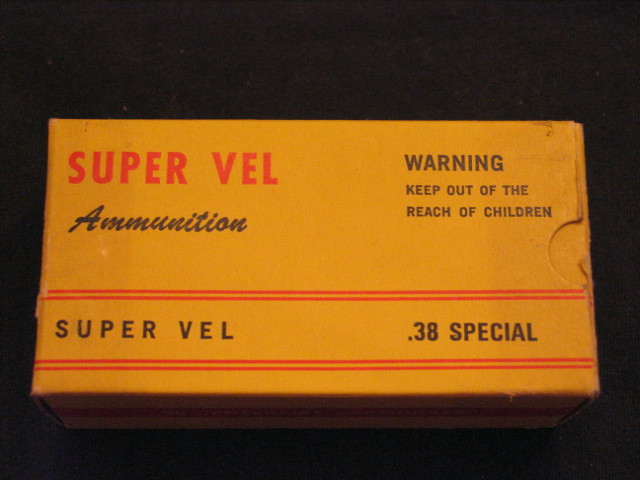 SUPER VEL
Ammunition
WARNING
KEEP OUT OF THE
REACH OF CHILDREN
SUPER VEL
.38 SPECIAL